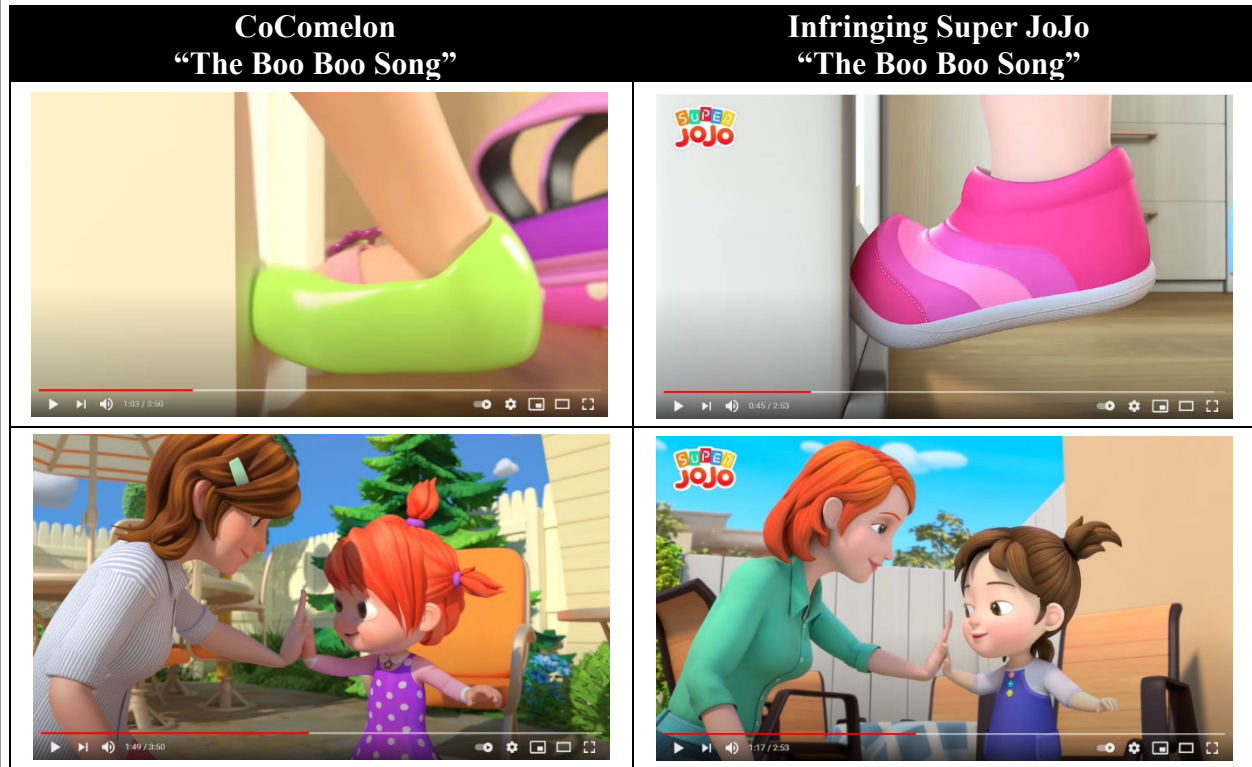 CoComelon
“The Boo Boo Song”
Infringing Super JoJo
“The Boo Boo Song”
1:03 / 3:50
SUPER
JOJO
0:45 / 2:53
1:49 / 3:50
SUPER
JOJO
1:17 / 2:53